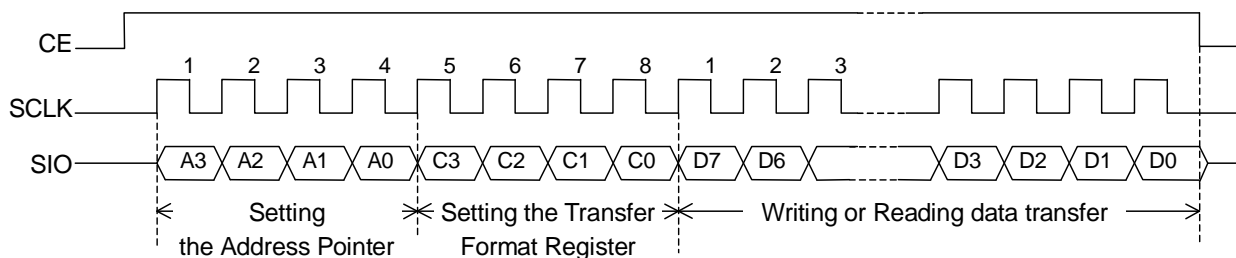 CE
1 2 3 4 5 6 7 8 1 2 3
SCLK
SIO A3 A2 A1 A0 C3 C2 C1 C0 D7 D6 D3 D2 D1 D0
Setting Setting the Transfer Writing or Reading data transfer
the Address Pointer Format Register